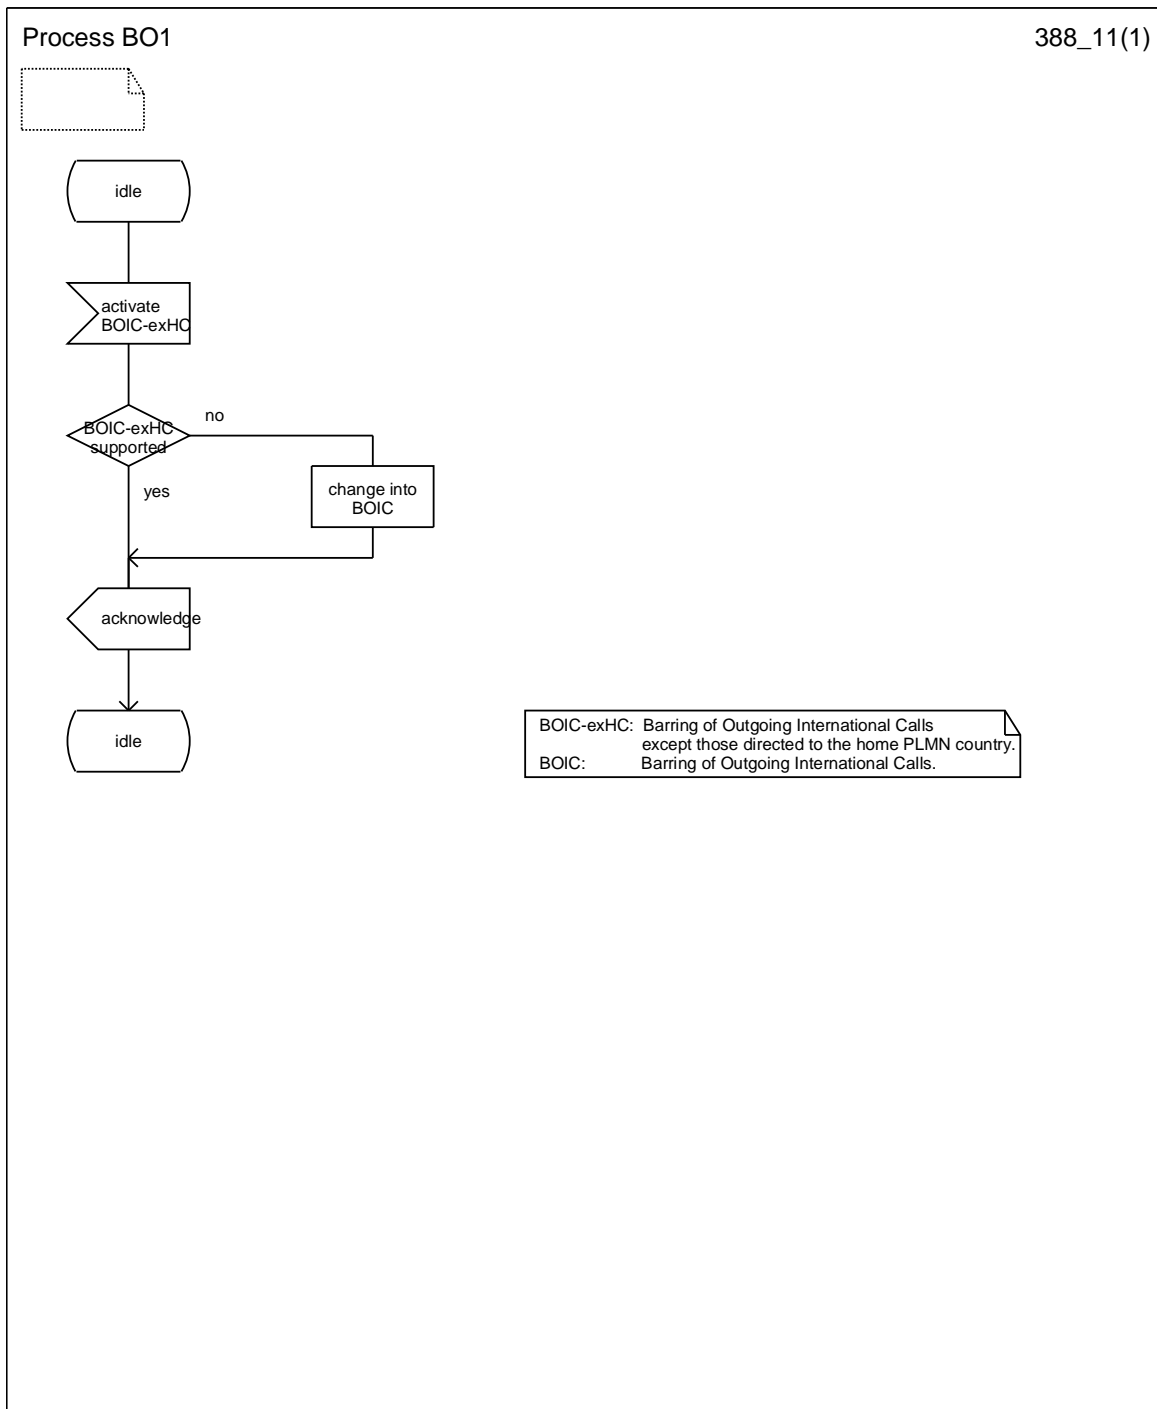 Process BO1
388_11(1)
idle
activate
BOIC-exHC
BOIC-exHC
supported
no
yes
change into
BOIC
acknowledge
idle
BOIC-exHC: Barring of Outgoing International Calls
except those directed to the home PLMN country.
BOIC: Barring of Outgoing International Calls.